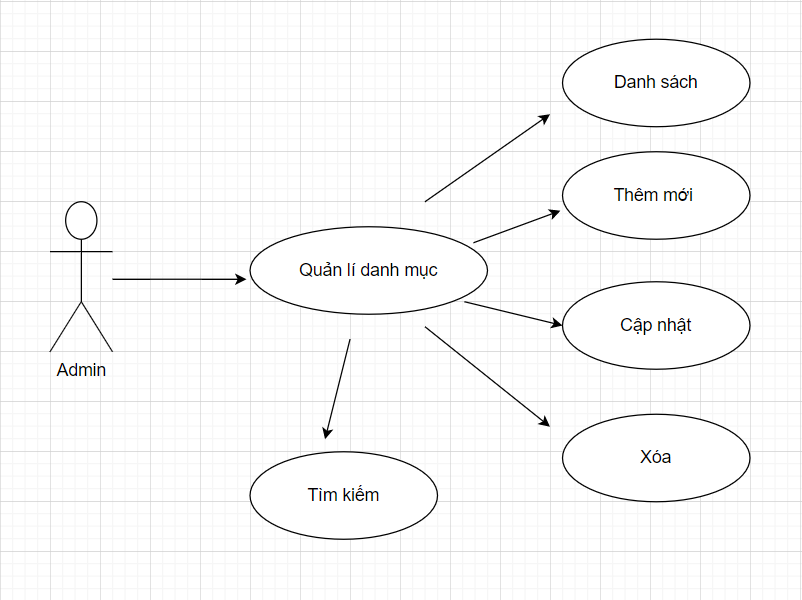 Danh sách
Thêm mới
Quản lí danh mục
Cập nhật
Admin
Xóa
Tìm kiếm